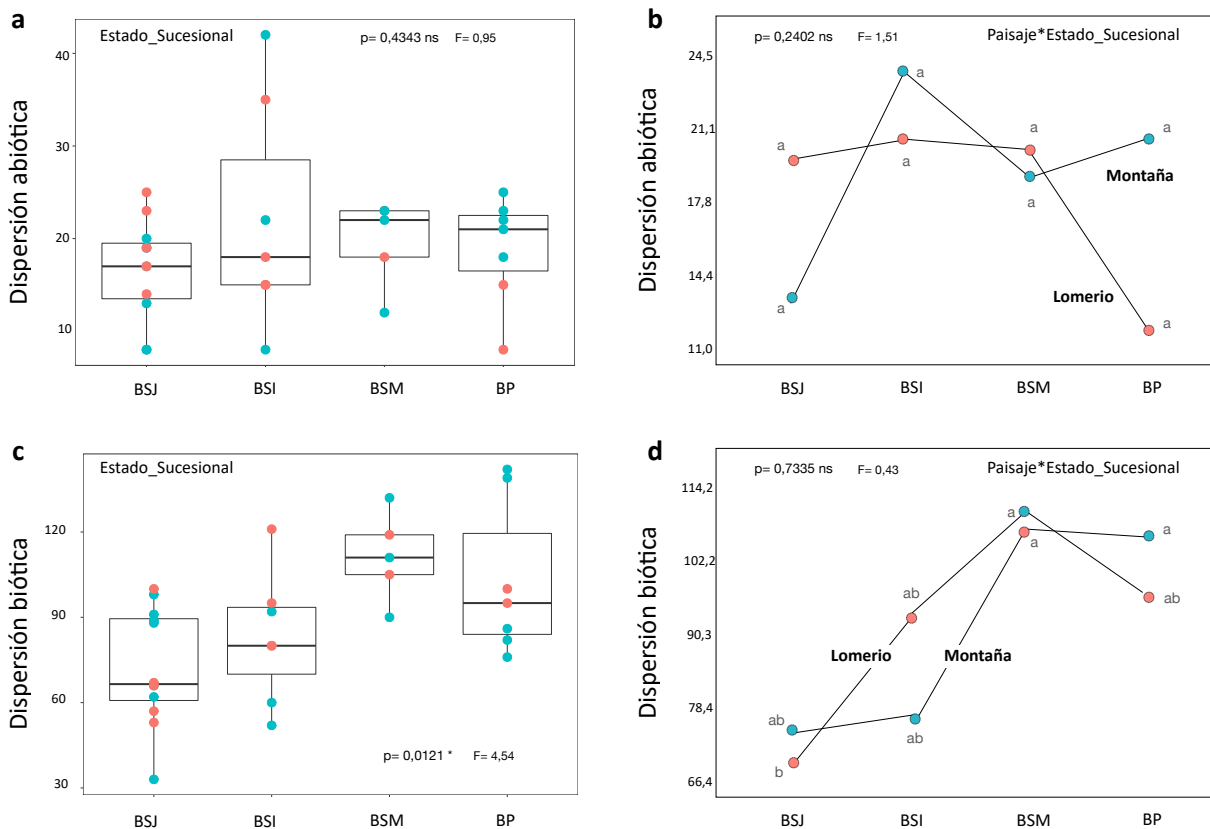 a
Estado_Sucesional
p= 0,4343 ns F= 0,95
Dispersión abiótica
40
30
20
10
BSJ BSI BSM BP
b
p= 0,2402 ns F= 1,51 Paisaje*Estado_Sucesional
Dispersión abiótica
24,5
21,1
17,8
14,4
11,0
a
a
a
a
a
a
a
a
Montaña
Lomerio
BSJ BSI BSM BP
c
Estado_Sucesional
Dispersión biótica
120
90
60
30
p= 0,0121 * F= 4,54
BSJ BSI BSM BP
d
p= 0,7335 ns F= 0,43 Paisaje*Estado_Sucesional
Dispersión biótica
114,2
102,2
90,3
78,4
66,4
a
a
a
ab
ab
Lomerio Montaña
ab
ab
b
BSJ BSI BSM BP